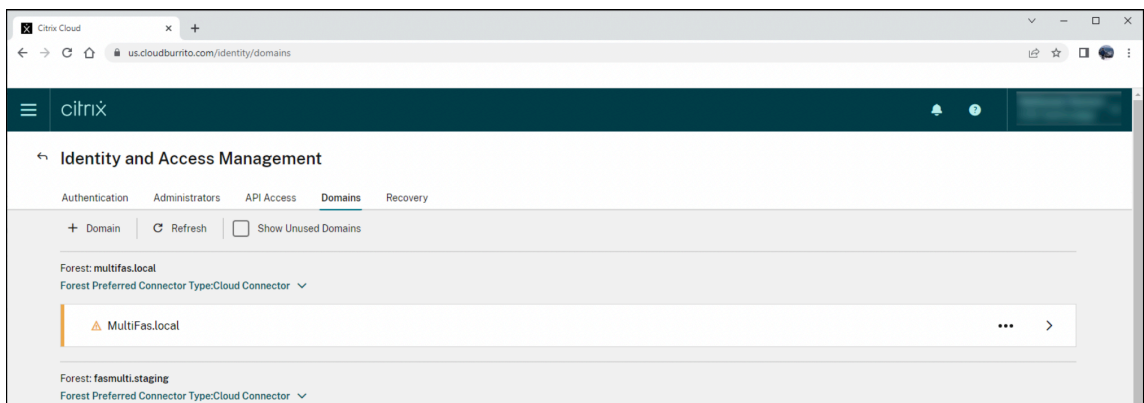 Citrix Cloud
us.cloudburrito.com/identity/domains
citrix
Identity and Access Management
Authentication Administrators API Access Domains Recovery
+ Domain Refresh Show Unused Domains
Forest: multifas.local
Forest Preferred Connector Type:Cloud Connector
MultiFas.local
Forest: fasmulti.staging
Forest Preferred Connector Type:Cloud Connector